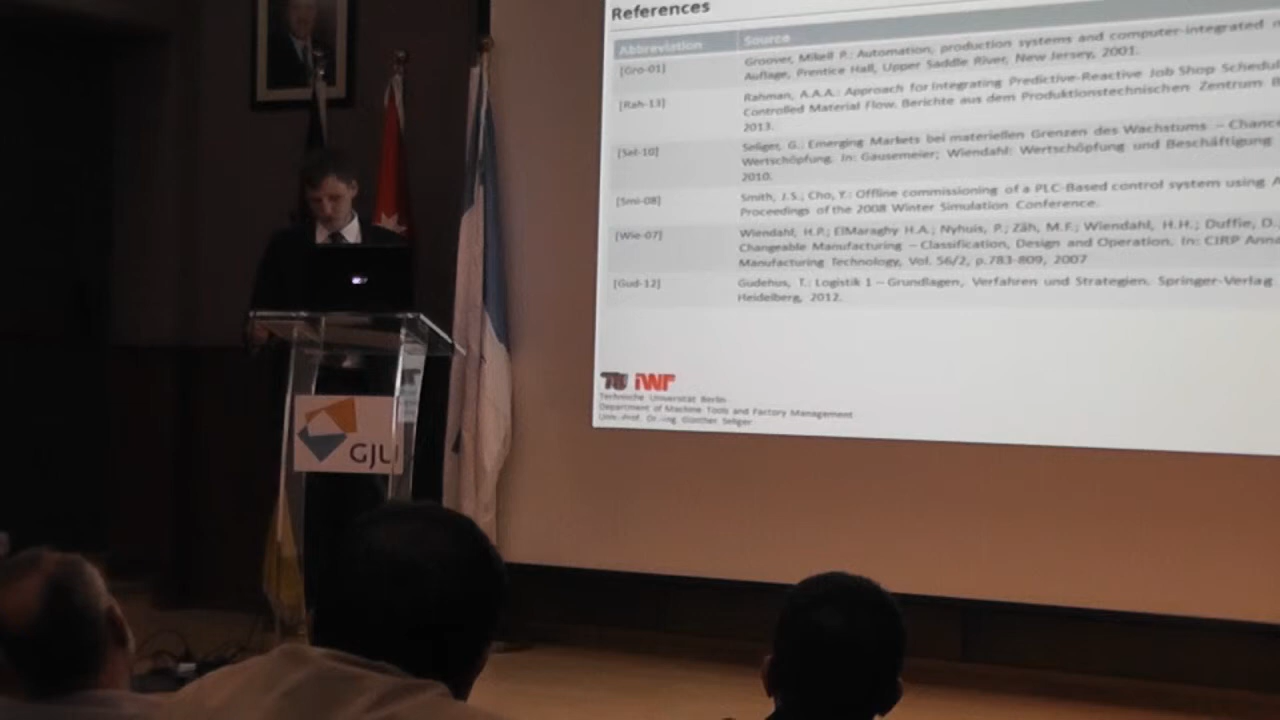 References
Abbreviation Source
[Gro-01] Groover, Mikell P.: Automation, production systems and computer-integrated
Auflage, Prentice Hall, Upper Saddle River, New Jersey, 2001.
[Rah-13] Rahman, A.A.A.: Approach for Integrating Predictive-Reactive Job Shop
Controlled Material Flow. Berichte aus dem Produktionstechnischen Zentrum
2013.
[Sel-10] Seliger, G.: Emerging Markets bei materiellen Grenzen des Wachstums –
Wertschöpfung. In: Gausemeier; Wiendahl: Wertschöpfung und Beschäftigung
2010.
[Smi-08] Smith, J.S.; Cho, Y.: Offline commissioning of a PLC-Based control system using
Proceedings of the 2008 Winter Simulation Conference.
[Wie-07] Wiendahl, H.P.; ElMaraghy H.A.; Nyhuis, P.; Zäh, M.F.; Wiendahl, H.H.; Duffie, D.
Changeable Manufacturing – Classification, Design and Operation. In: CIRP
Manufacturing Technology, Vol. 56/2, p.783-809, 2007
[Gud-12] Gudehus, T.: Logistik 1 – Grundlagen, Verfahren und Strategien. Springer-Verlag
Heidelberg, 2012.
TU iWF
Technische Universität Berlin
Department of Machine Tools and Factory Management
Univ.-Prof. Dr.-Ing. Günther Seliger
GJU
hp